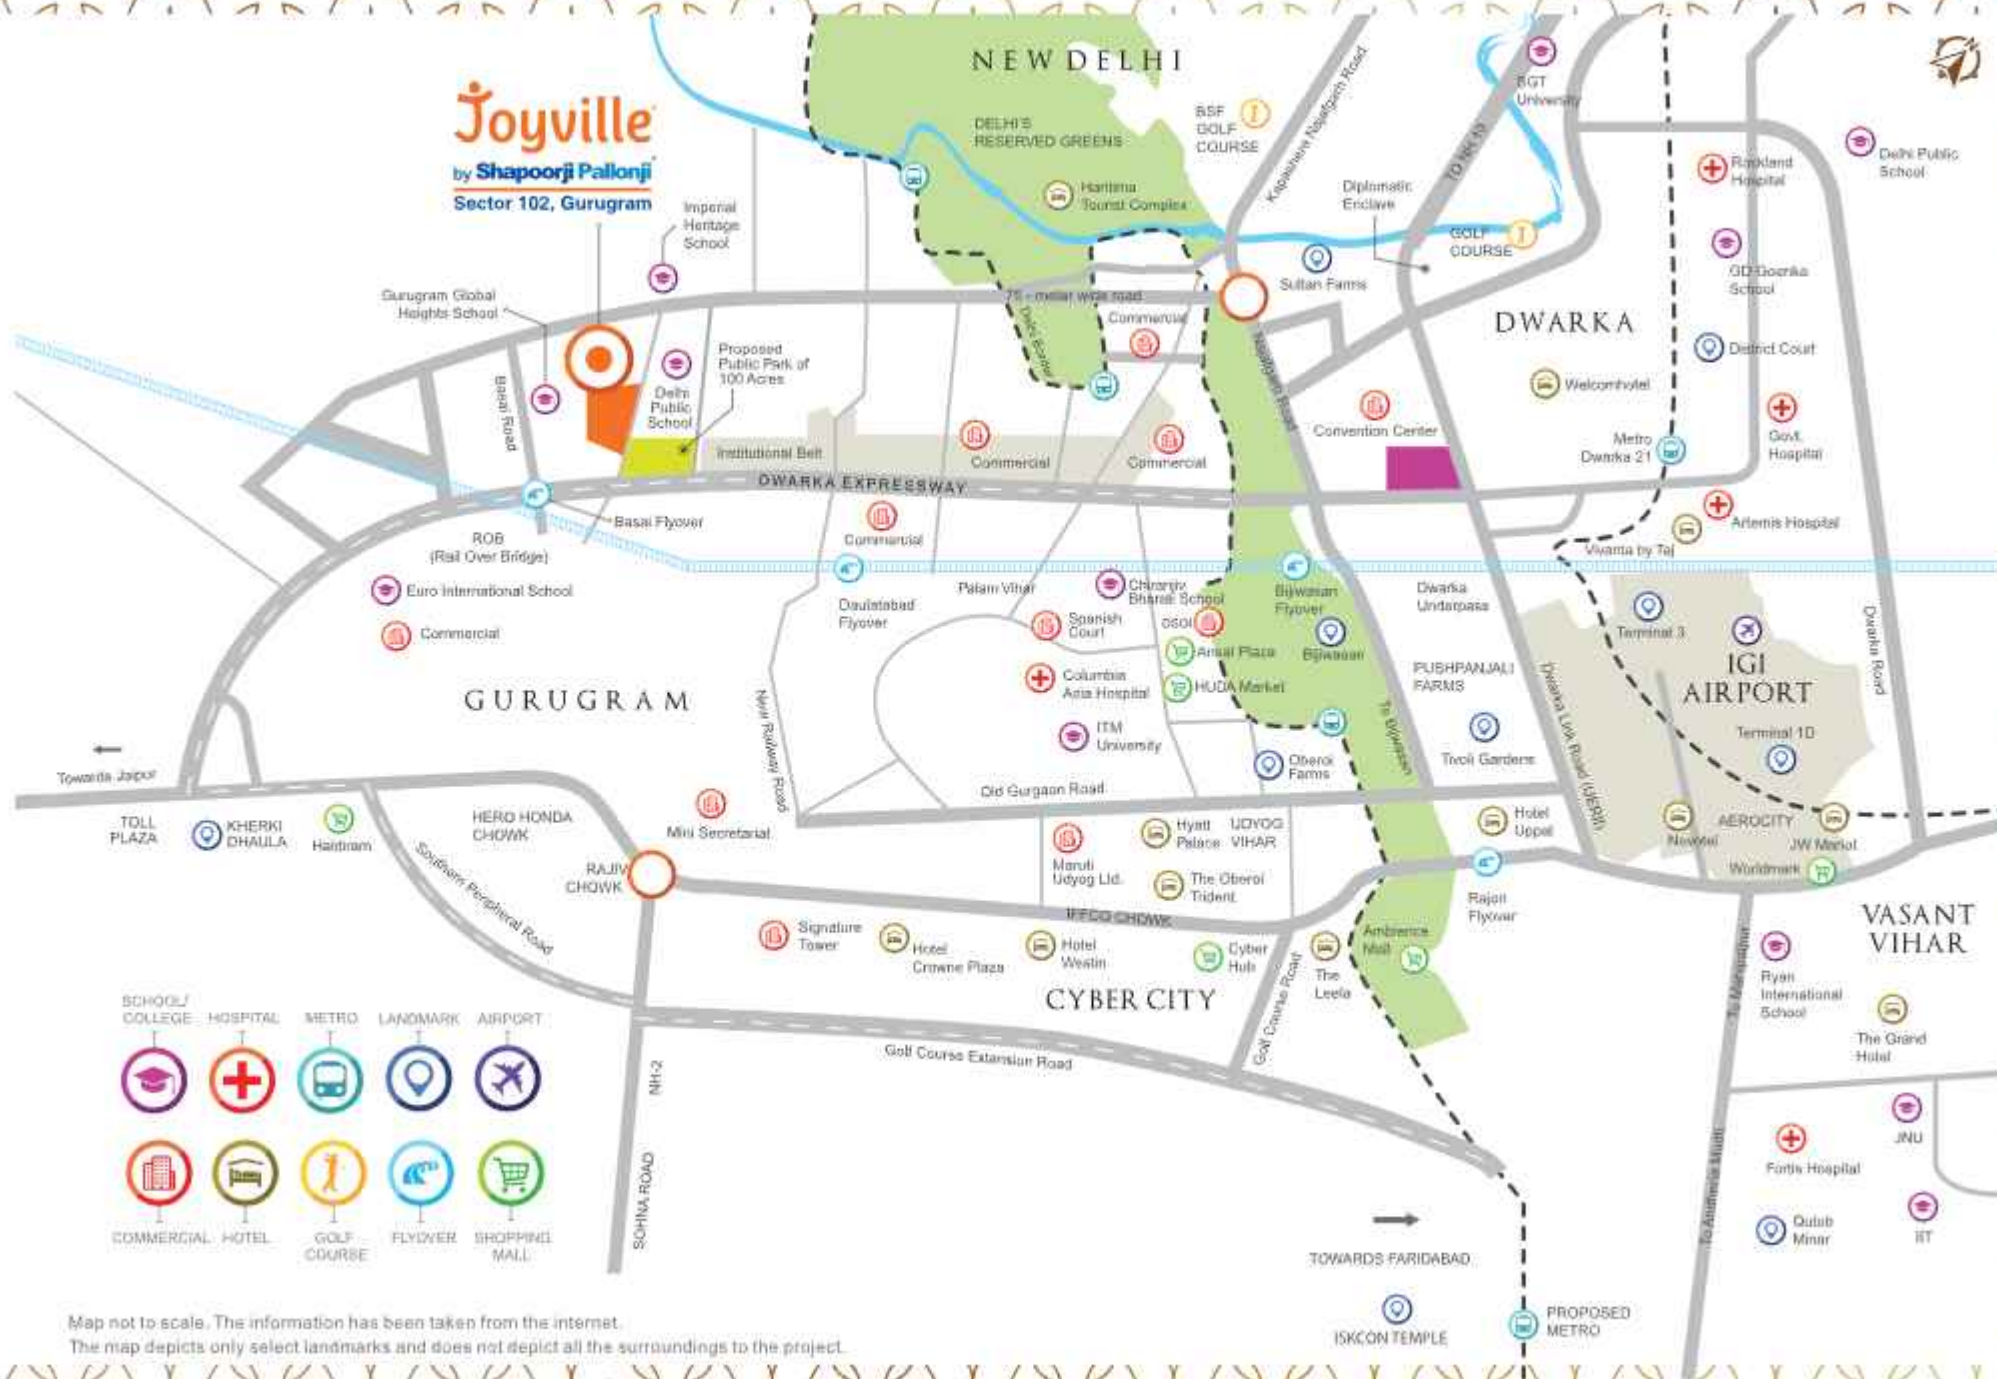 NEW DELHI
Joyville
by Shapoorji Pallonji
Sector 102, Gurugram
DELHI'S
RESERVED GREENS
BSF
GOLF
COURSE
Kapashera Najafgarh Road
TO NH 10
BGT
University
Rockland
Hospital
Delhi Public
School
Imperial
Heritage
School
Haritima
Tourist Complex
Diplomatic
Enclave
GOLF
COURSE
Sultan Farms
GD Goenka
School
Gurugram Global
Heights School
75 - meter wide road
Commercial
Delhi Border
Najafgarh Road
DWARKA
District Court
Proposed
Public Park of
100 Acres
Basai Road
Delhi
Public
School
Welcomhotel
Convention Center
Metro
Dwarka 21
Govt.
Hospital
Institutional Belt
Commercial
Commercial
DWARKA EXPRESSWAY
Basai Flyover
Commercial
Artemis Hospital
Vivanta by Taj
ROB
(Rail Over Bridge)
Euro International School
Commercial
Daulatabad
Flyover
Palam Vihar
Chiranjiv
Bharati School
Spanish
Court
DSOI
Ansal Plaza
HUDA Market
Columbia
Asia Hospital
ITM
University
Bijwasan
Flyover
Bijwasan
Dwarka
Underpass
PUSHPANJALI
FARMS
Tivoli Gardens
Terminal 3
IGI
AIRPORT
Terminal 1D
Dwarka Road
Dwarka Link Road (UER II)
To Bijwasan
GURUGRAM
New Railway Road
Oberoi
Farms
Old Gurgaon Road
Towards Jaipur
TOLL
PLAZA
KHERKI
DHAULA
Haldiram
HERO HONDA
CHOWK
Mini Secretariat
RAJIV
CHOWK
Southern Peripheral Road
Maruti
Udyog Ltd.
Hyatt
Palace
UDYOG
VIHAR
The Oberoi
Trident
Hotel
Uppal
Novotel
AEROCITY
JW Mariot
Worldmark
Rajori
Flyover
IFFCO CHOWK
Signature
Tower
Hotel
Crowne Plaza
Hotel
Westin
Cyber
Hub
The
Leela
Ambience
Mall
CYBER CITY
Golf Course Road
VASANT
VIHAR
To Mahipalpur
Ryan
International
School
The Grand
Hotel
Golf Course Extension Road
NH-2
SOHNA ROAD
SCHOOL/
COLLEGE
HOSPITAL
METRO
LANDMARK
AIRPORT
COMMERCIAL
HOTEL
GOLF
COURSE
FLYOVER
SHOPPING
MALL
JNU
Fortis Hospital
Qutub
Minar
IIT
TOWARDS FARIDABAD
ISKCON TEMPLE
PROPOSED
METRO
Map not to scale. The information has been taken from the internet.
The map depicts only select landmarks and does not depict all the surroundings to the project.